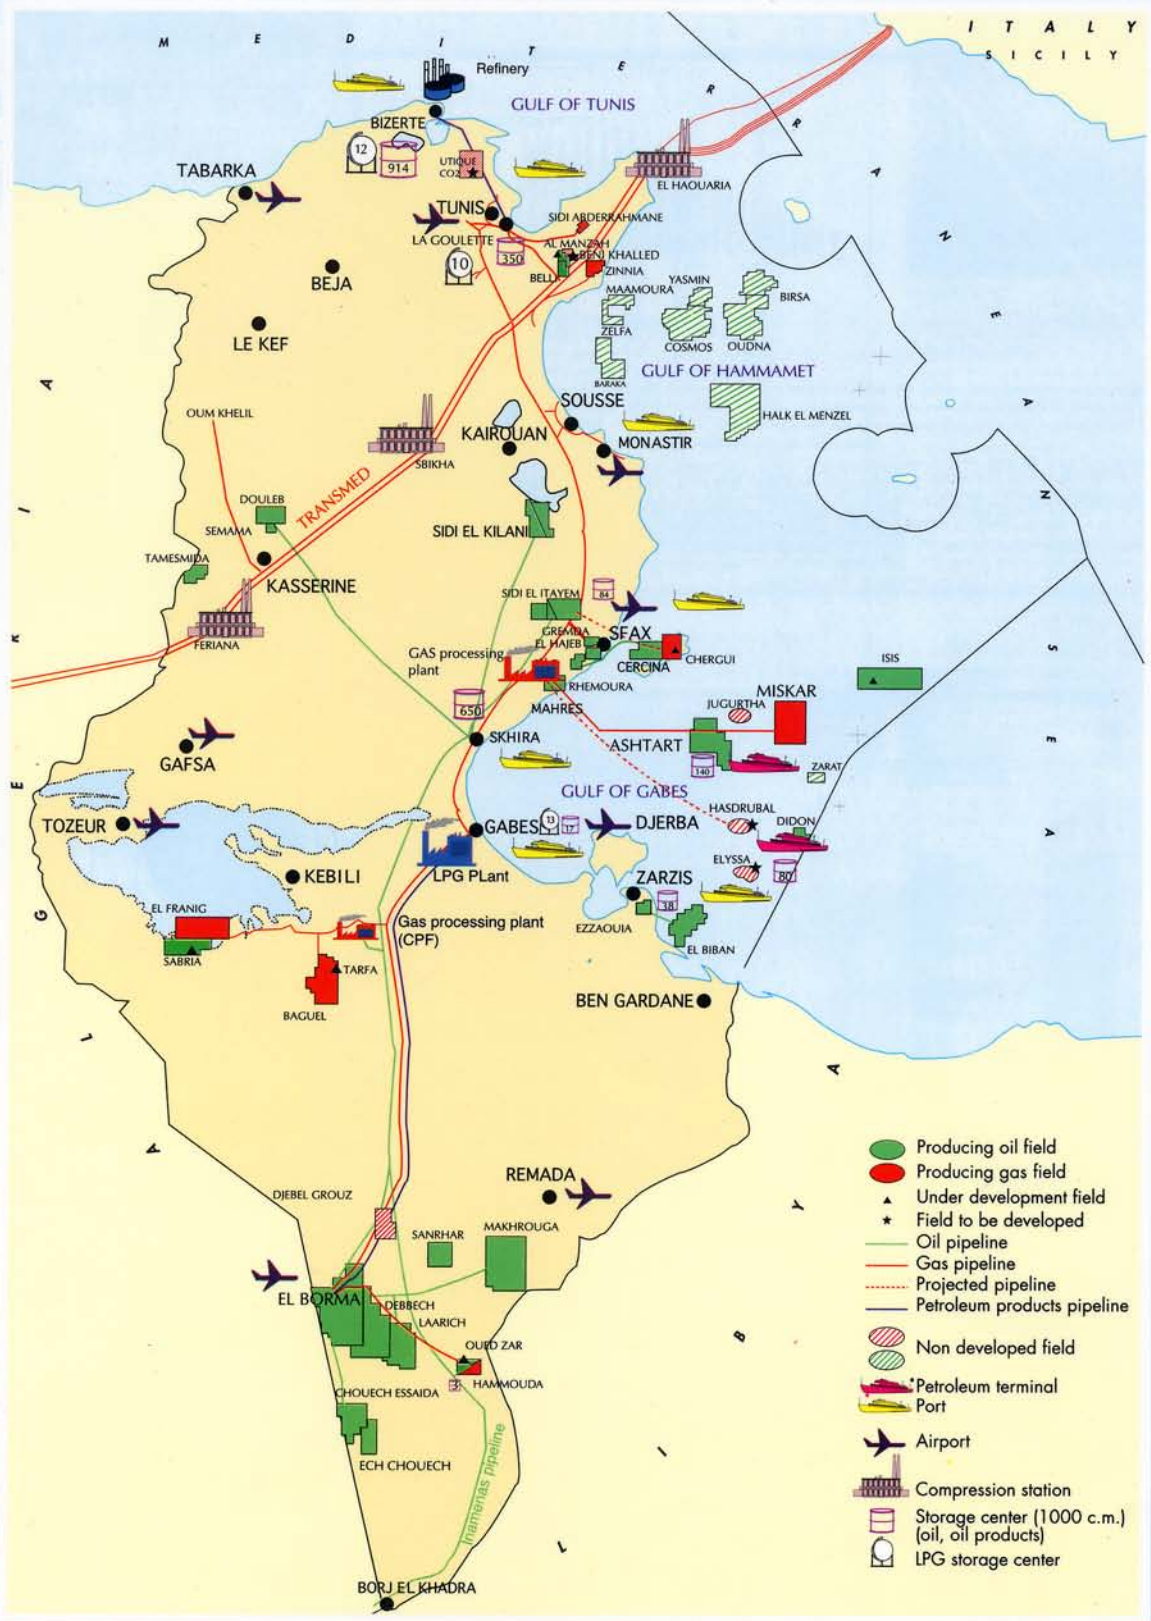 I T A L Y
S I C I L Y
M E D I T E R R A N E A N S E A
Refinery
GULF OF TUNIS
BIZERTE
12
914
UTIQUE
CO2
TABARKA
EL HAOUARIA
TUNIS
SIDI ABDERRAHMANE
LA GOULETTE
350
10
AL MANZAH
BENI KHALLED
BELLI
ZINNIA
BEJA
MAAMOURA
YASMIN
BIRSA
ZELFA
COSMOS
OUDNA
LE KEF
BARAKA
GULF OF HAMMAMET
HALK EL MENZEL
SOUSSE
OUM KHELIL
KAIROUAN
MONASTIR
SBIKHA
TRANSMED
DOULEB
SEMAMA
SIDI EL KILANI
TAMESMIDA
KASSERINE
FERIANA
SIDI EL ITAYEM
84
GREMDA
EL HAJEB
SFAX
CERCINA
CHERGUI
GAS processing
plant
RHEMOURA
MAHRES
ISIS
650
SKHIRA
JUGURTHA
MISKAR
ASHTART
140
ZARAT
GAFSA
GULF OF GABES
HASDRUBAL
DIDON
TOZEUR
GABES
13
17
DJERBA
ELYSSA
80
KEBILI
LPG PLant
ZARZIS
18
EL FRANIG
SABRIA
Gas processing plant
(CPF)
EZZAOUIA
EL BIBAN
TARFA
BAGUEL
BEN GARDANE
A L G E R I A
L I B Y A
REMADA
DJEBEL GROUZ
SANRHAR
MAKHROUGA
EL BORMA
DEBBECH
LAARICH
OUED ZAR
HAMMOUDA
CHOUECH ESSAIDA
ECH CHOUECH
Inamenas pipeline
BORJ EL KHADRA
Producing oil field
Producing gas field
Under development field
Field to be developed
Oil pipeline
Gas pipeline
Projected pipeline
Petroleum products pipeline
Non developed field
Petroleum terminal
Port
Airport
Compression station
Storage center (1000 c.m.)
(oil, oil products)
LPG storage center